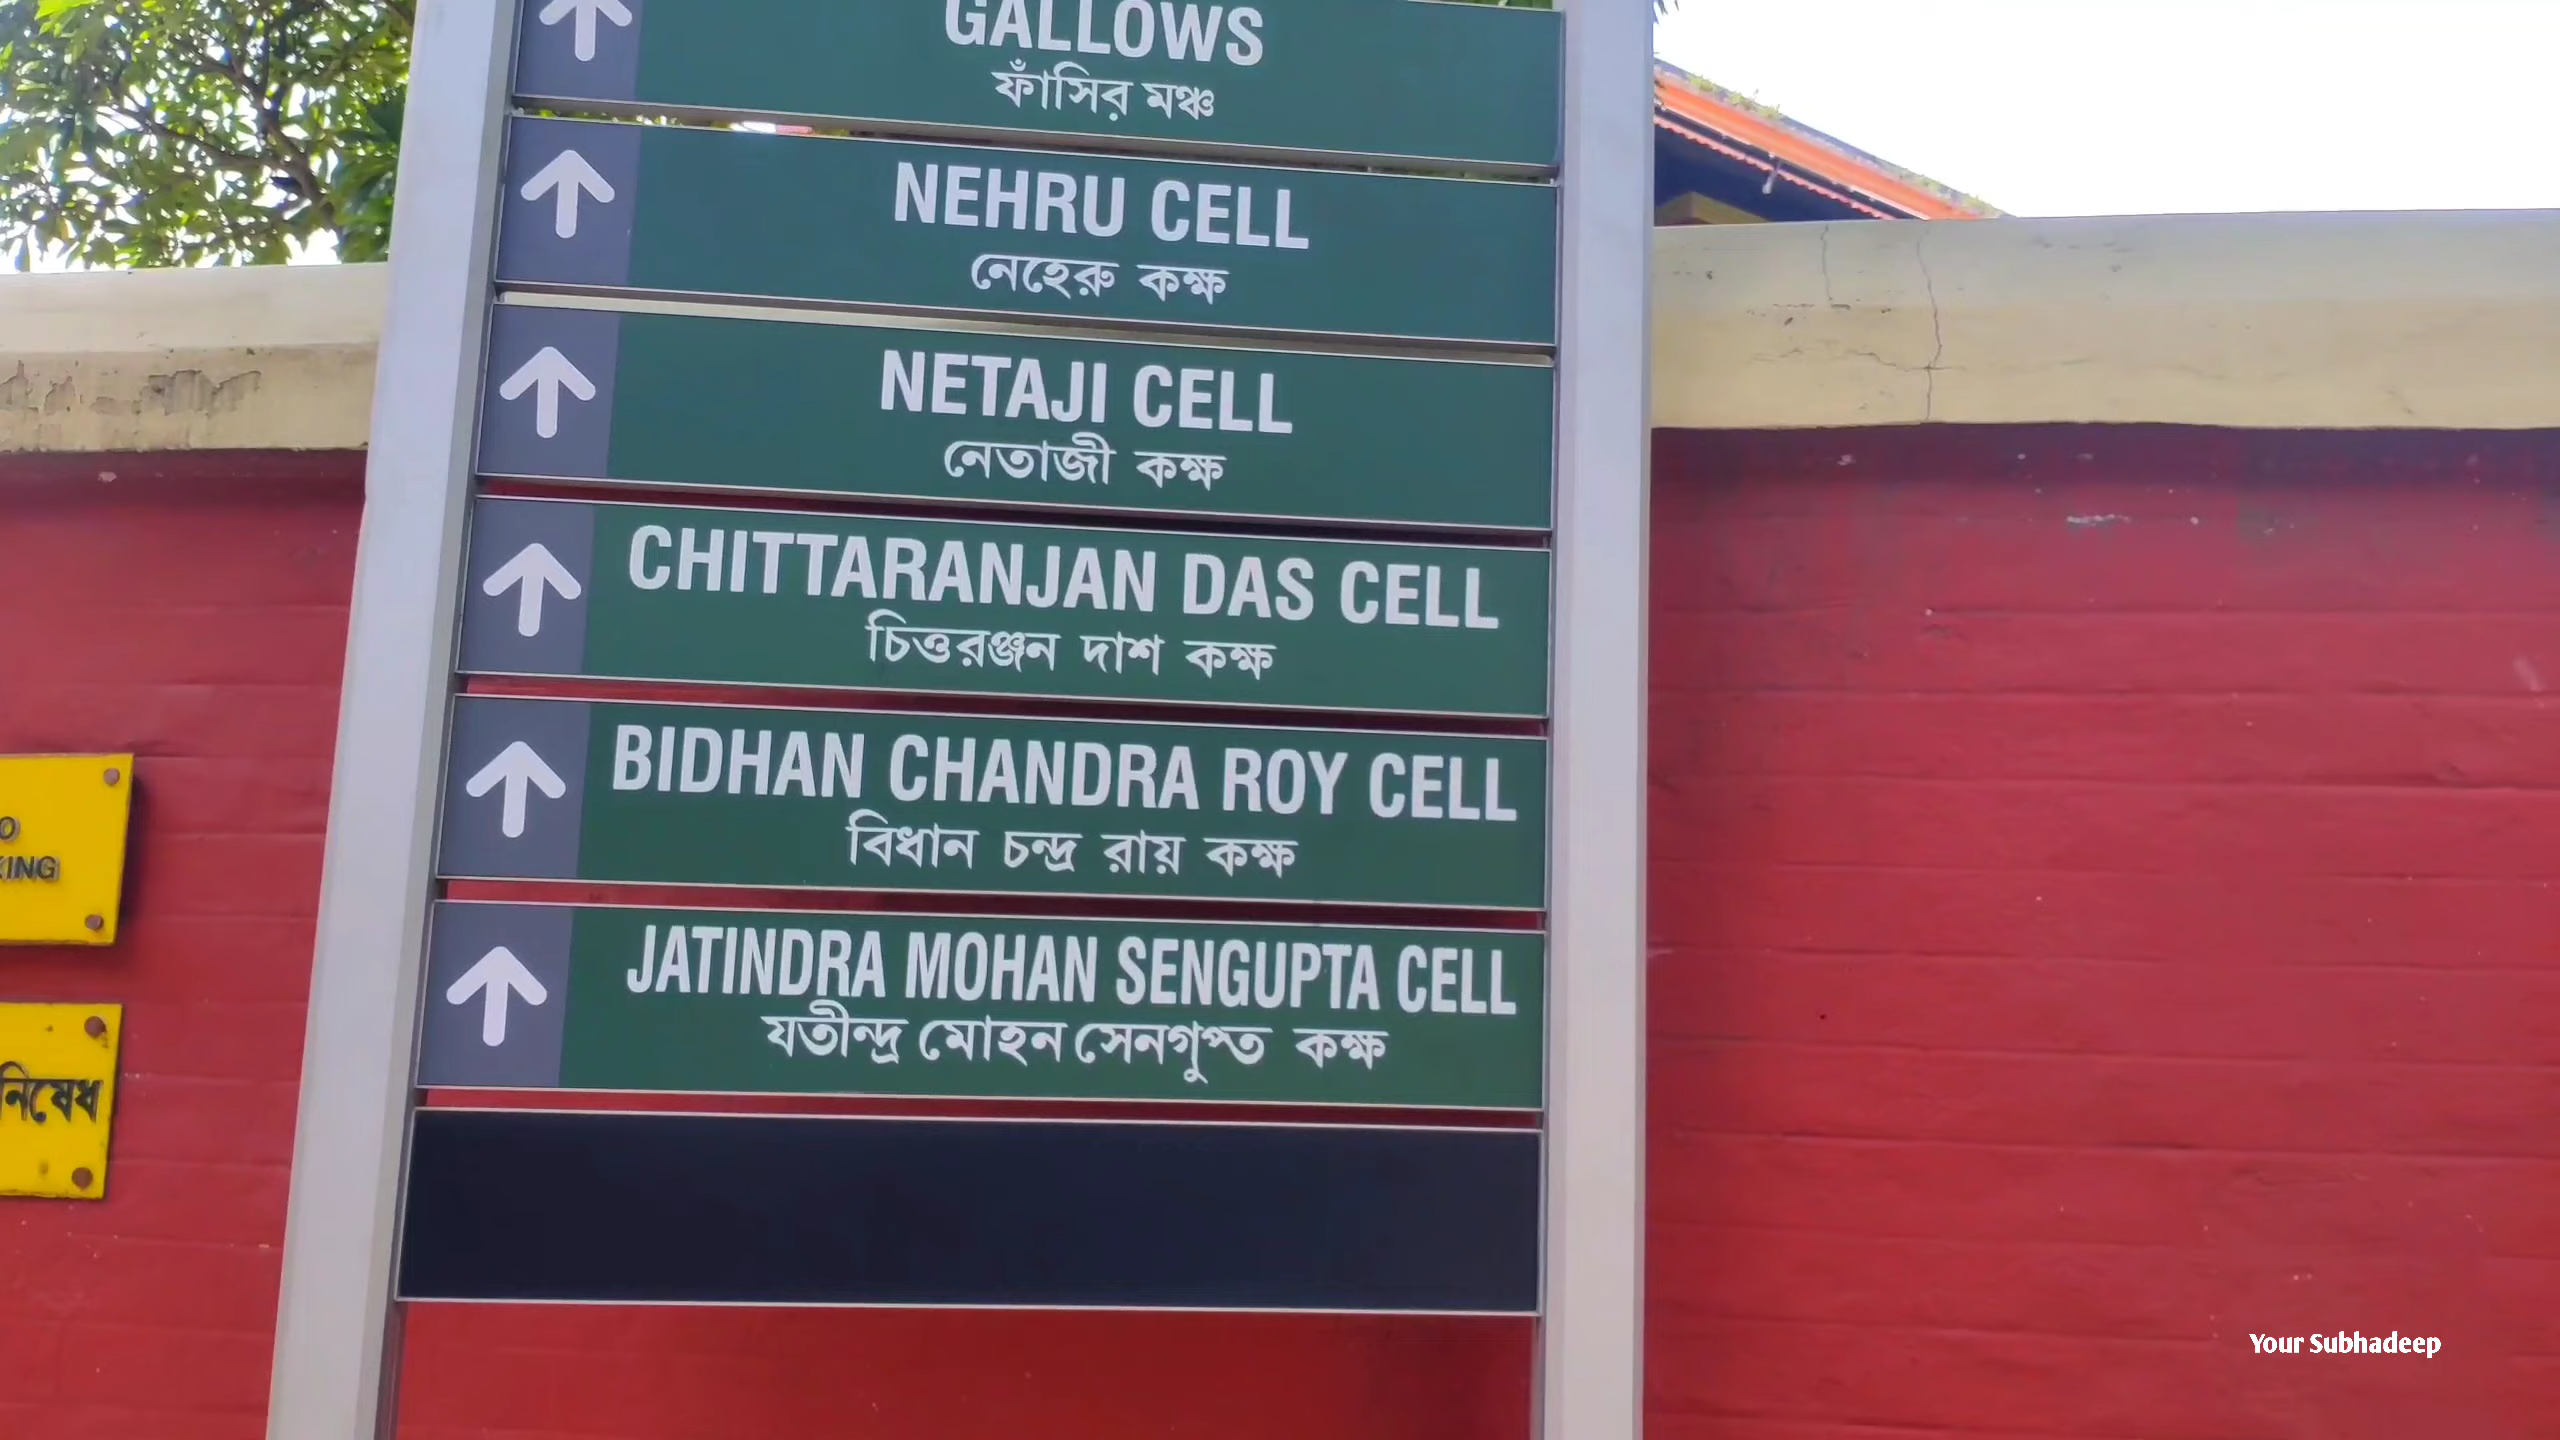 GALLOWS
ফাঁসির মঞ্চ
NEHRU CELL
নেহেরু কক্ষ
NETAJI CELL
নেতাজী কক্ষ
CHITTARANJAN DAS CELL
চিত্তরঞ্জন দাশ কক্ষ
BIDHAN CHANDRA ROY CELL
বিধান চন্দ্র রায় কক্ষ
JATINDRA MOHAN SENGUPTA CELL
যতীন্দ্র মোহন সেনগুপ্ত কক্ষ
নিষেধ
Your Subhadeep